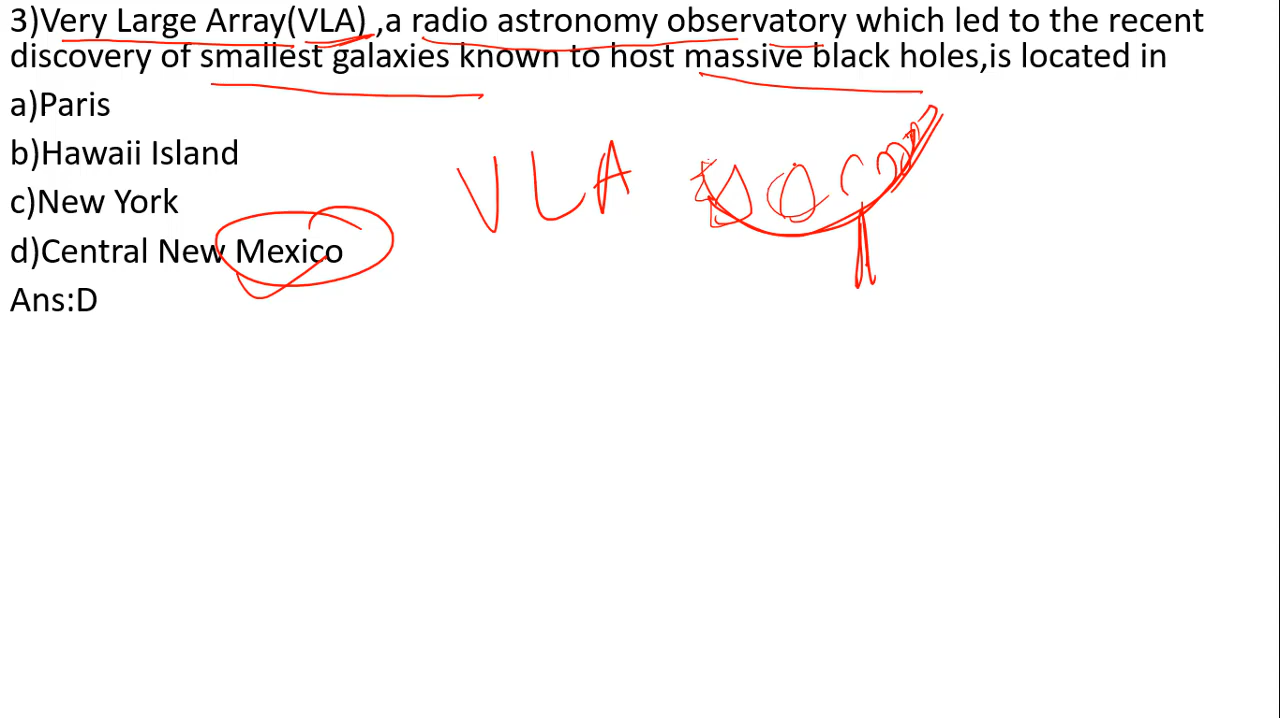 3)Very Large Array(VLA) ,a radio astronomy observatory which led to the recent
discovery of smallest galaxies known to host massive black holes,is located in
a)Paris
b)Hawaii Island
c)New York
d)Central New Mexico
Ans:D
VLA